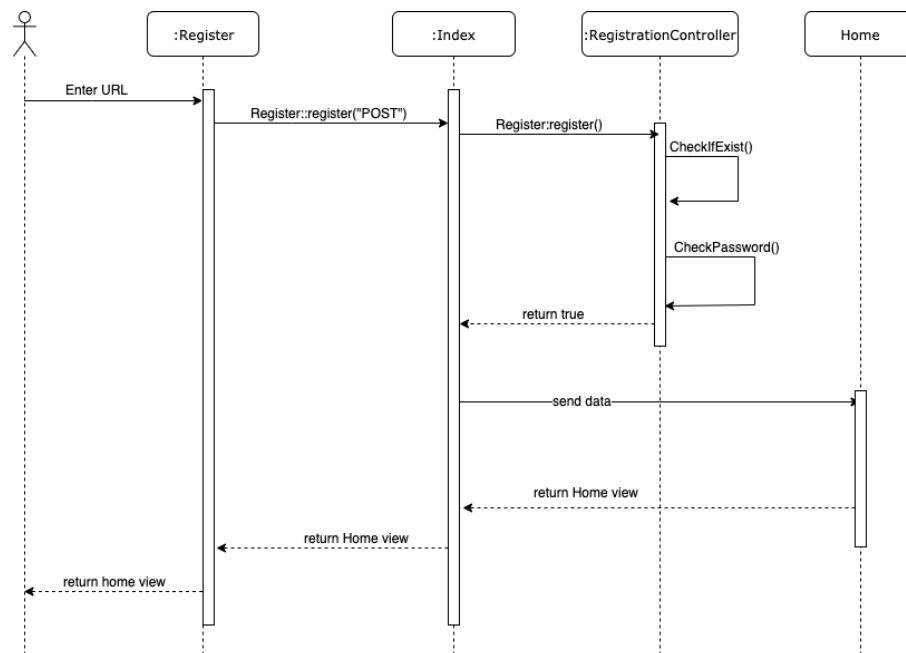 :Register
:Index
:RegistrationController
Home
Enter URL
Register::register("POST")
Register:register()
CheckIfExist()
CheckPassword()
return true
send data
return Home view
return Home view
return home view